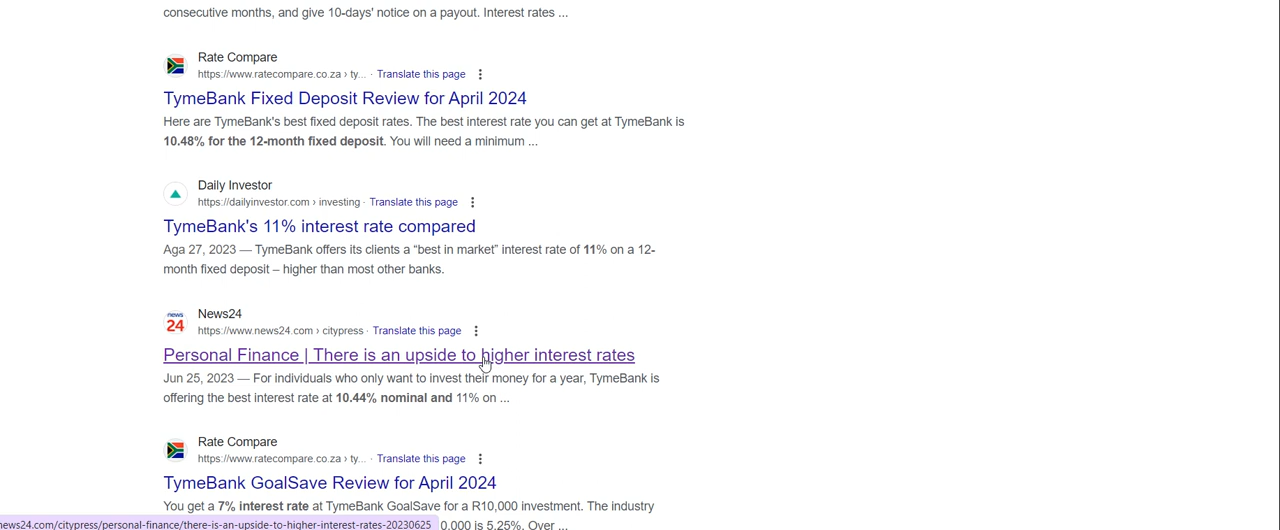 consecutive months, and give 10-days' notice on a payout. Interest rates ...
Rate Compare
https://www.ratecompare.co.za › ty... · Translate this page
TymeBank Fixed Deposit Review for April 2024
Here are TymeBank's best fixed deposit rates. The best interest rate you can get at TymeBank is
10.48% for the 12-month fixed deposit. You will need a minimum ...
Daily Investor
https://dailyinvestor.com › investing · Translate this page
TymeBank's 11% interest rate compared
Aga 27, 2023 — TymeBank offers its clients a “best in market” interest rate of 11% on a 12-
month fixed deposit – higher than most other banks.
news
24
News24
https://www.news24.com › citypress · Translate this page
Personal Finance | There is an upside to higher interest rates
Jun 25, 2023 — For individuals who only want to invest their money for a year, TymeBank is
offering the best interest rate at 10.44% nominal and 11% on ...
Rate Compare
https://www.ratecompare.co.za › ty... · Translate this page
TymeBank GoalSave Review for April 2024
You get a 7% interest rate at TymeBank GoalSave for a R10,000 investment. The industry
news24.com/citypress/personal-finance/there-is-an-upside-to-higher-interest-rates-20230625
0,000 is 5.25%. Over ...